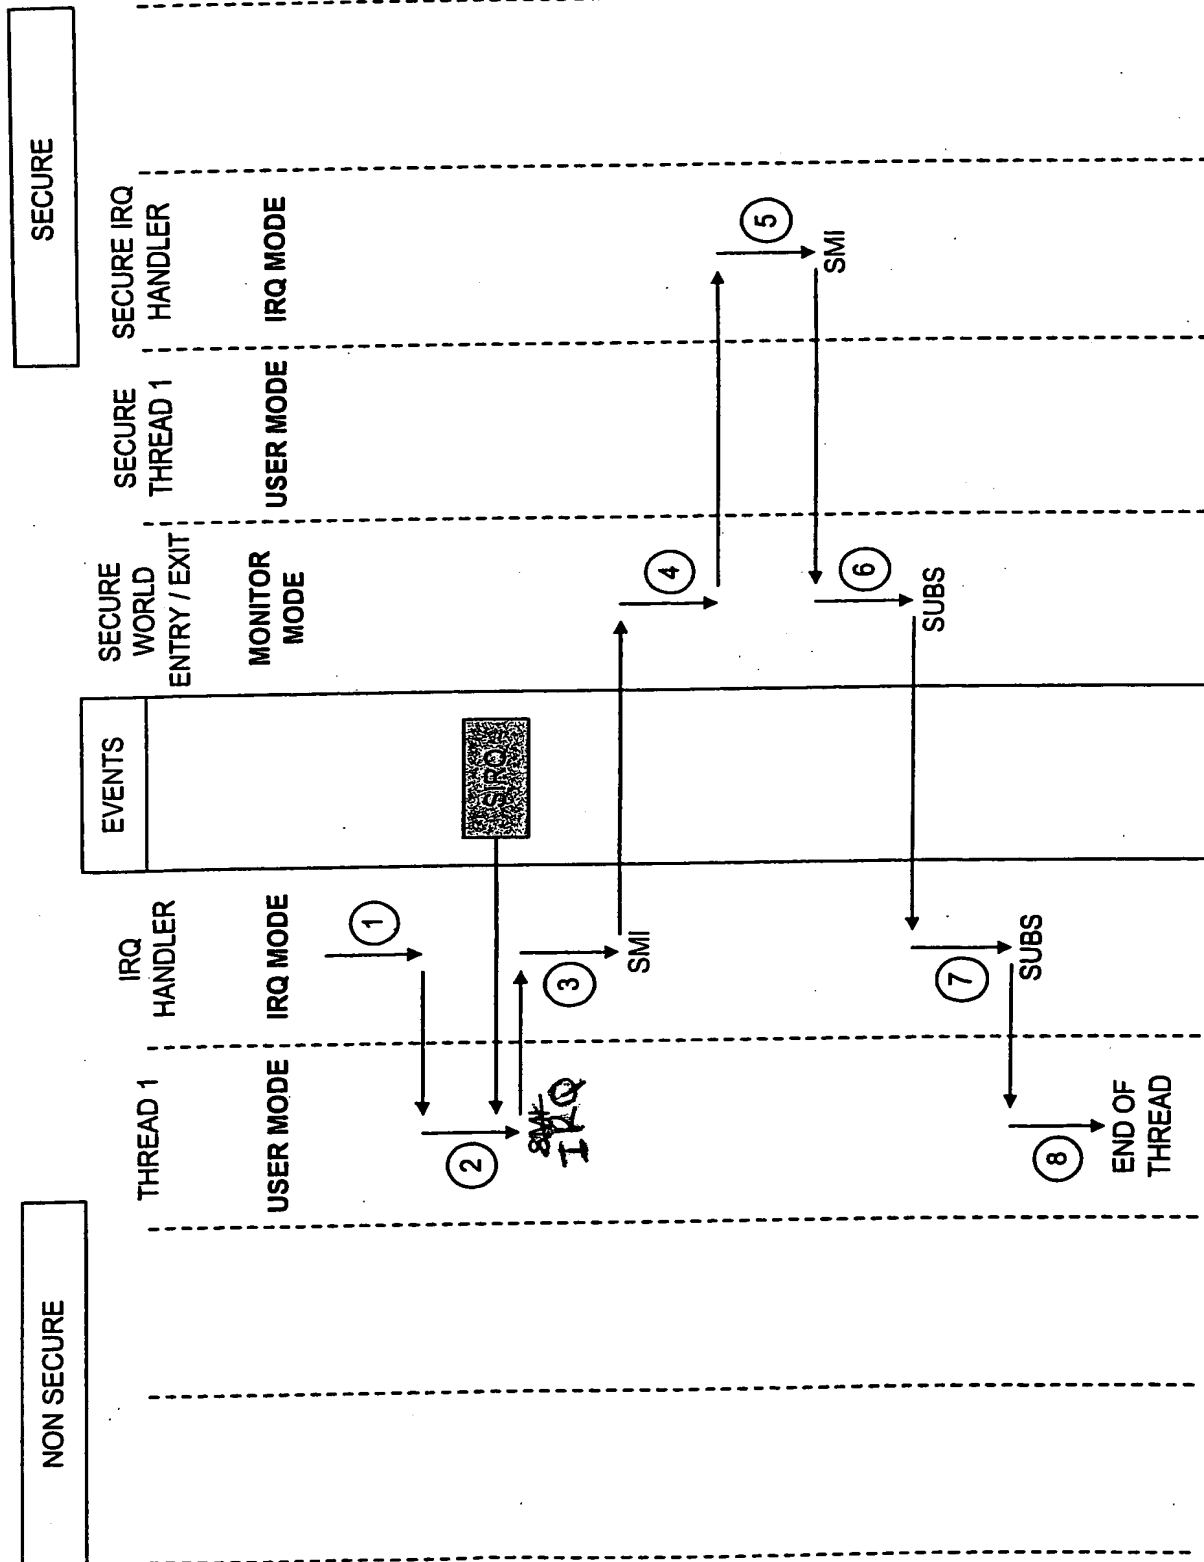 NON SECURE
SECURE
EVENTS
THREAD 1
USER MODE
IRQ
HANDLER
IRQ MODE
SECURE
WORLD
ENTRY / EXIT
MONITOR
MODE
SECURE
THREAD 1
USER MODE
SECURE IRQ
HANDLER
IRQ MODE
1
2
SIRQ
IRQ
3
SMI
4
5
SMI
6
SUBS
7
SUBS
8
END OF
THREAD